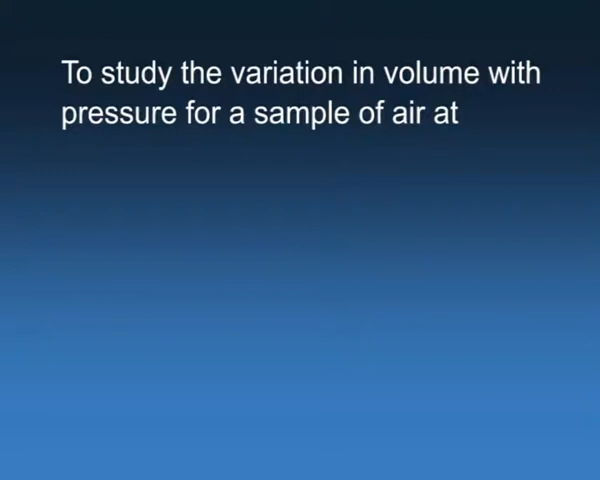 To study the variation in volume with
pressure for a sample of air at